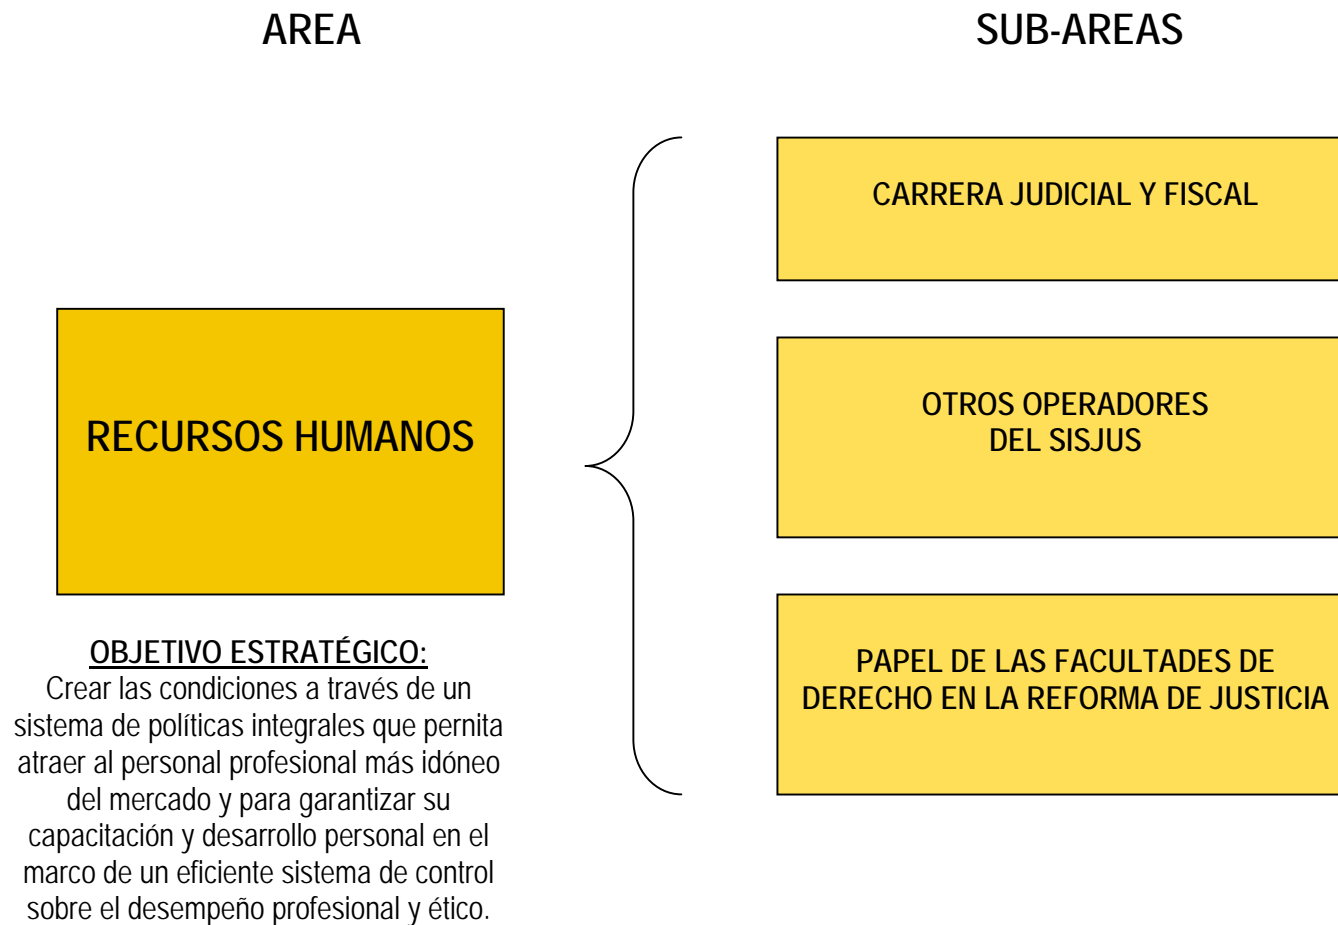 AREA
SUB-AREAS
CARRERA JUDICIAL Y FISCAL
RECURSOS HUMANOS
OTROS OPERADORES
DEL SISJUS
PAPEL DE LAS FACULTADES DE
DERECHO EN LA REFORMA DE JUSTICIA
OBJETIVO ESTRATÉGICO:
Crear las condiciones a través de un
sistema de políticas integrales que pernita
atraer al personal profesional más idóneo
del mercado y para garantizar su
capacitación y desarrollo personal en el
marco de un eficiente sistema de control
sobre el desempeño profesional y ético.